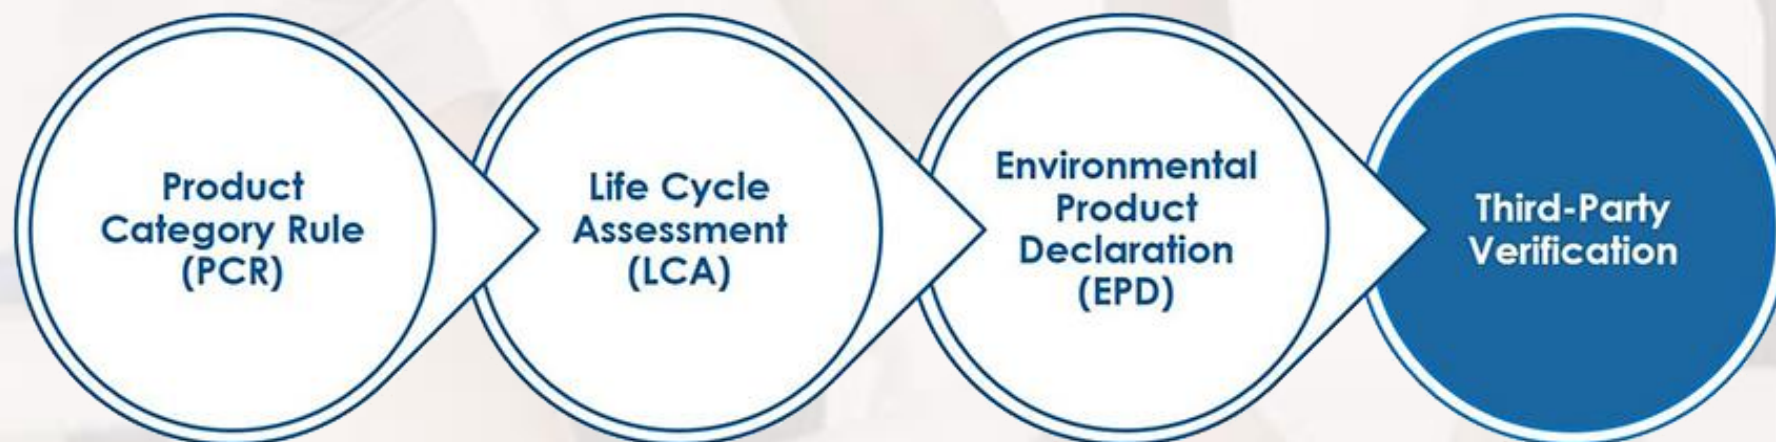 Product
Category Rule
(PCR)
Life Cycle
Assessment
(LCA)
Environmental
Product
Declaration
(EPD)
Third-Party
Verification